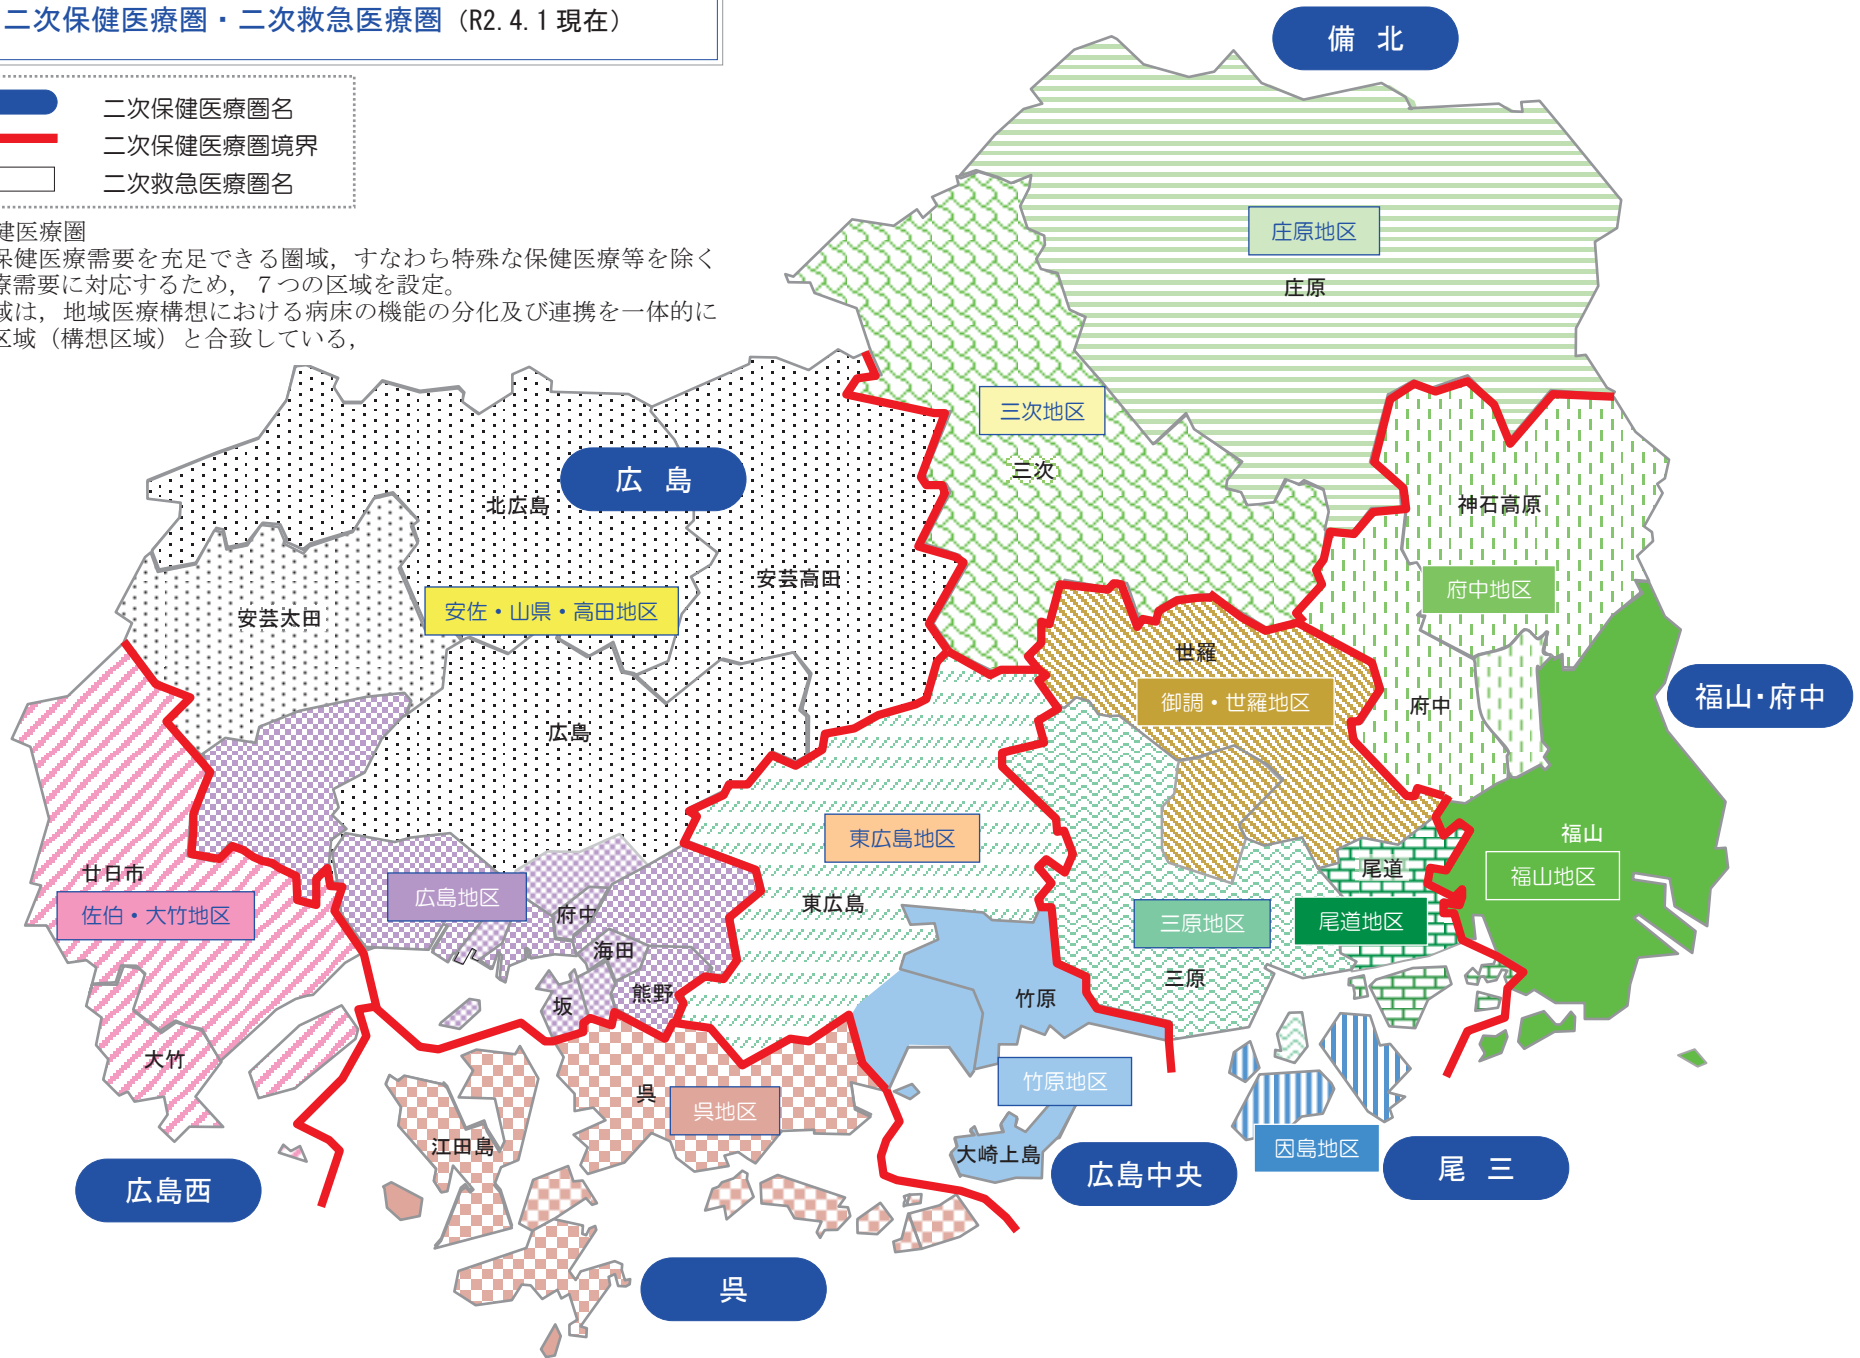 二次保健医療圏・二次救急医療圏（R2.4.1現在）
二次保健医療圏名
二次保健医療圏境界
二次救急医療圏名
健医療圏
保健医療需要を充足できる圏域，すなわち特殊な保健医療等を除く
療需要に対応するため，７つの区域を設定。
域は，地域医療構想における病床の機能の分化及び連携を一体的に
区域（構想区域）と合致している，
備 北
庄原地区
庄原
三次地区
三次
広 島
北広島
神石高原
安芸高田
府中地区
安芸太田
安佐・山県・高田地区
世羅
御調・世羅地区
福山・府中
府中
広島
東広島地区
福山
福山地区
廿日市
尾道
広島地区
佐伯・大竹地区
府中
東広島
三原地区
尾道地区
海田
熊野
坂
竹原
三原
大竹
竹原地区
呉
呉地区
江田島
大崎上島
因島地区
広島西
広島中央
尾 三
呉